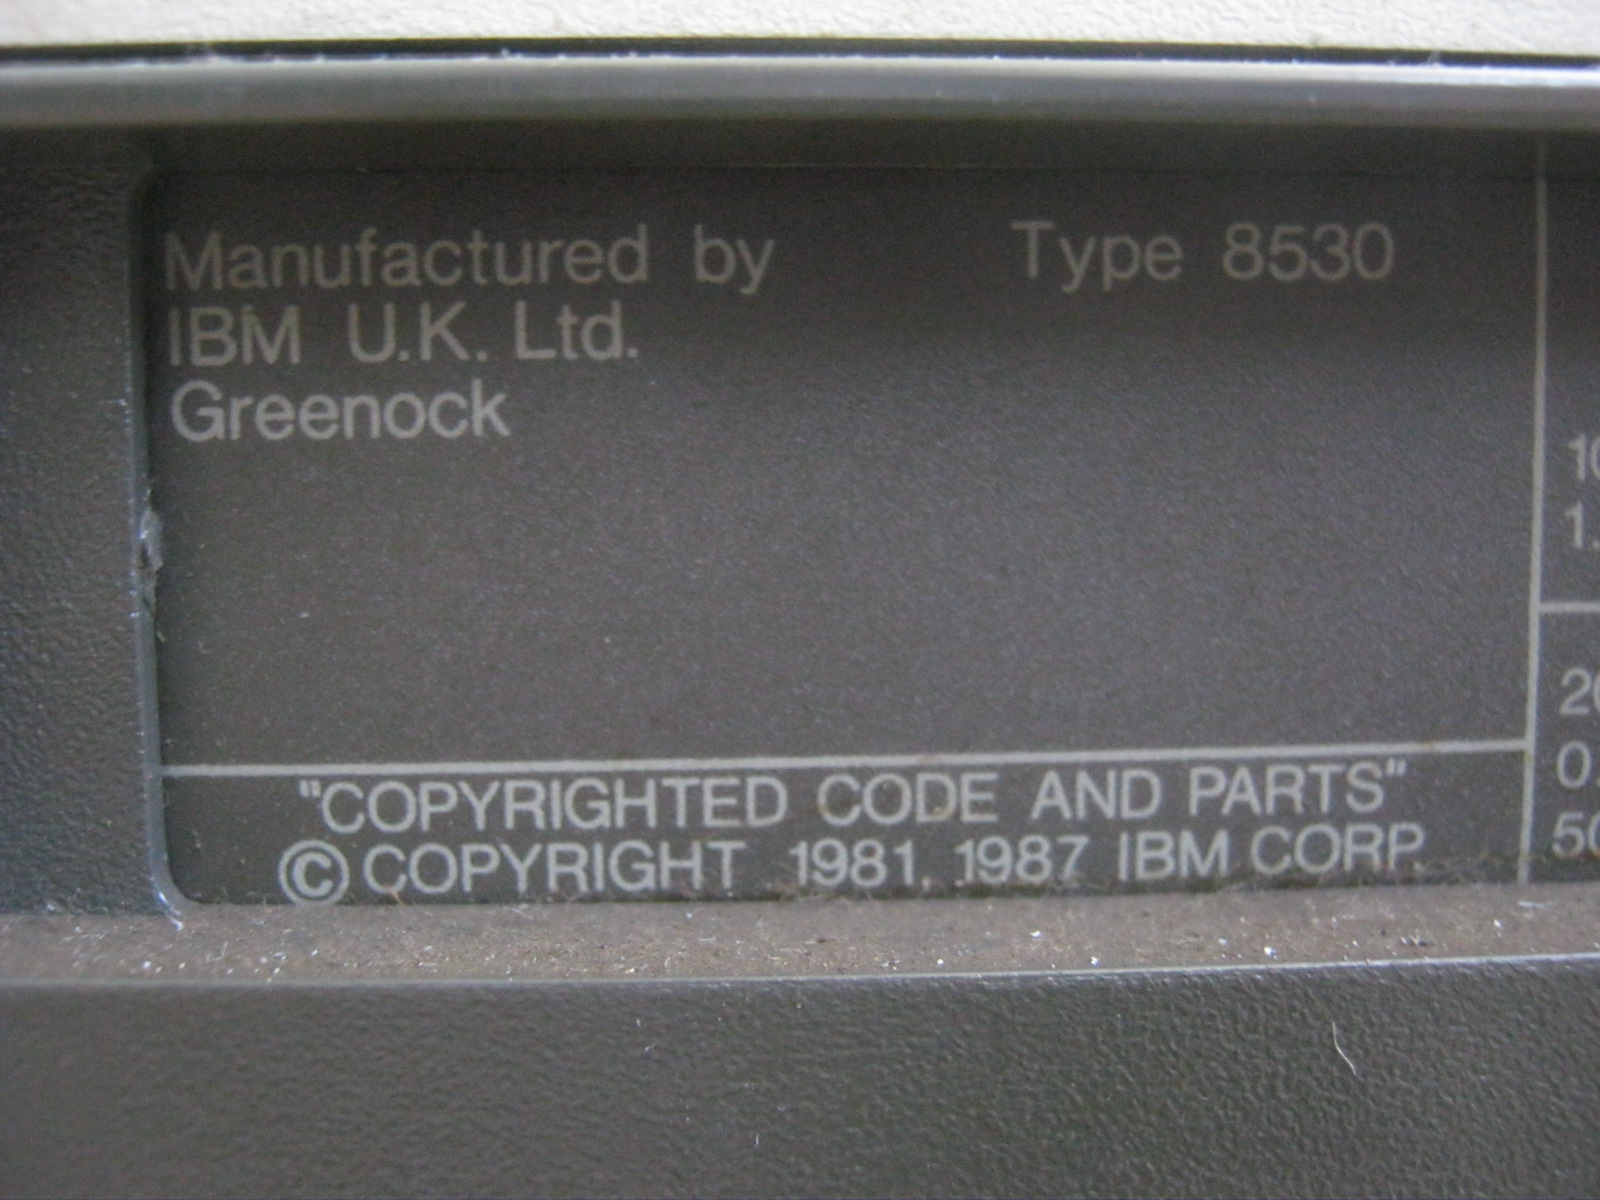 Manufactured by Type 8530
IBM U.K. Ltd.
Greenock
"COPYRIGHTED CODE AND PARTS"
© COPYRIGHT 1981, 1987 IBM CORP.